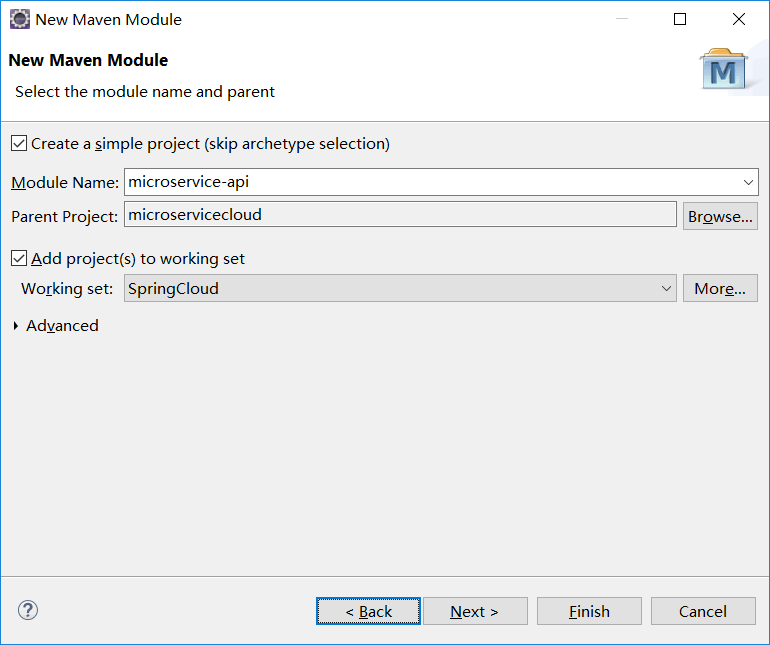 New Maven Module
New Maven Module
Select the module name and parent
M
Create a simple project (skip archetype selection)
Module Name: microservice-api
Parent Project: microservicecloud Browse...
Add project(s) to working set
Working set: SpringCloud More...
Advanced
? < Back Next > Finish Cancel